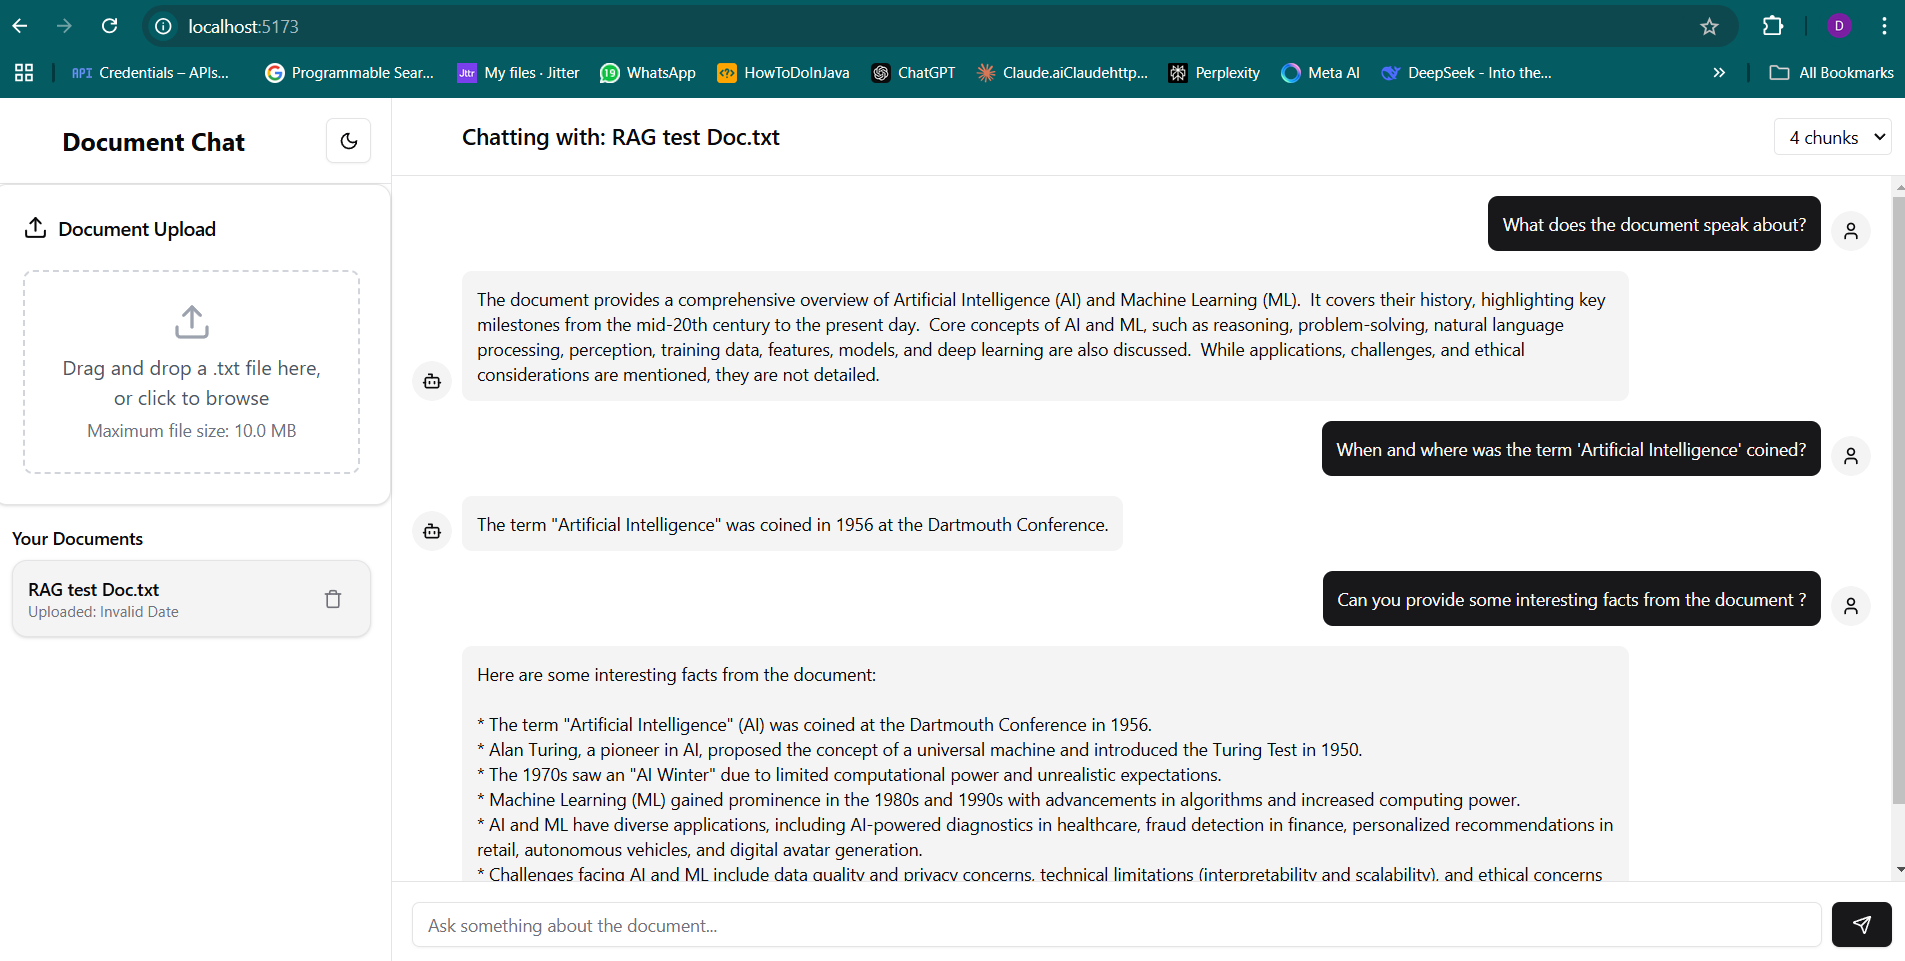 localhost:5173
D
API Credentials – APIs...
Programmable Sear...
Jttr My files · Jitter
19 WhatsApp
<?> HowToDoInJava
ChatGPT
Claude.aiClaudehttp...
Perplexity
Meta AI
DeepSeek - Into the...
»
All Bookmarks
Document Chat
Chatting with: RAG test Doc.txt
4 chunks
Document Upload
Drag and drop a .txt file here,
or click to browse
Maximum file size: 10.0 MB
Your Documents
RAG test Doc.txt
Uploaded: Invalid Date
What does the document speak about?
The document provides a comprehensive overview of Artificial Intelligence (AI) and Machine Learning (ML).  It covers their history, highlighting key
milestones from the mid-20th century to the present day.  Core concepts of AI and ML, such as reasoning, problem-solving, natural language
processing, perception, training data, features, models, and deep learning are also discussed.  While applications, challenges, and ethical
considerations are mentioned, they are not detailed.
When and where was the term 'Artificial Intelligence' coined?
The term "Artificial Intelligence" was coined in 1956 at the Dartmouth Conference.
Can you provide some interesting facts from the document ?
Here are some interesting facts from the document:
* The term "Artificial Intelligence" (AI) was coined at the Dartmouth Conference in 1956.
* Alan Turing, a pioneer in AI, proposed the concept of a universal machine and introduced the Turing Test in 1950.
* The 1970s saw an "AI Winter" due to limited computational power and unrealistic expectations.
* Machine Learning (ML) gained prominence in the 1980s and 1990s with advancements in algorithms and increased computing power.
* AI and ML have diverse applications, including AI-powered diagnostics in healthcare, fraud detection in finance, personalized recommendations in
retail, autonomous vehicles, and digital avatar generation.
* Challenges facing AI and ML include data quality and privacy concerns, technical limitations (interpretability and scalability), and ethical concerns
Ask something about the document...